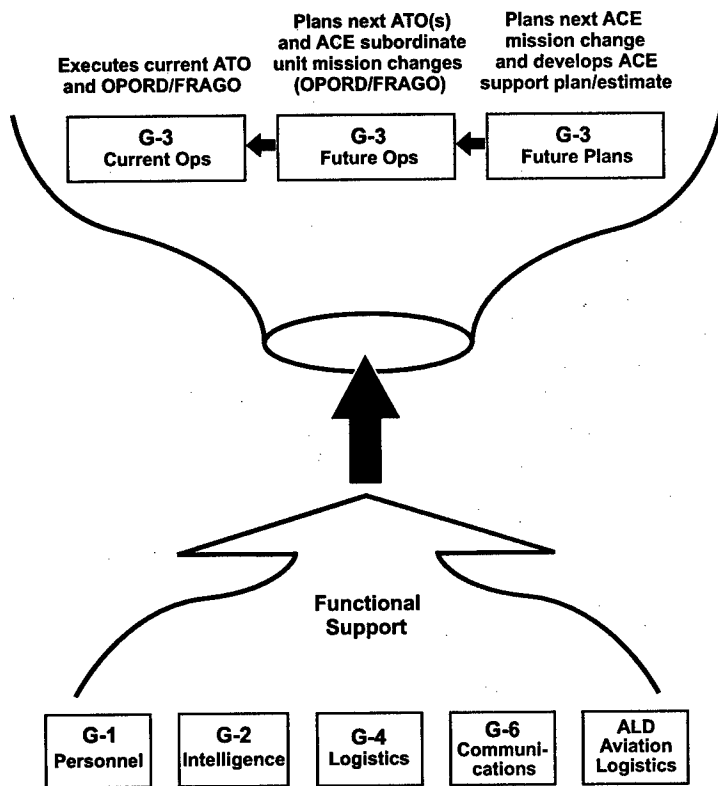 Executes current ATO
and OPORD/FRAGO
Plans next ATO(s)
and ACE subordinate
unit mission changes
(OPORD/FRAGO)
Plans next ACE
mission change
and develops ACE
support plan/estimate
G-3
Current Ops
G-3
Future Ops
G-3
Future Plans
Functional
Support
G-1
Personnel
G-2
Intelligence
G-4
Logistics
G-6
Communi-
cations
ALD
Aviation
Logistics